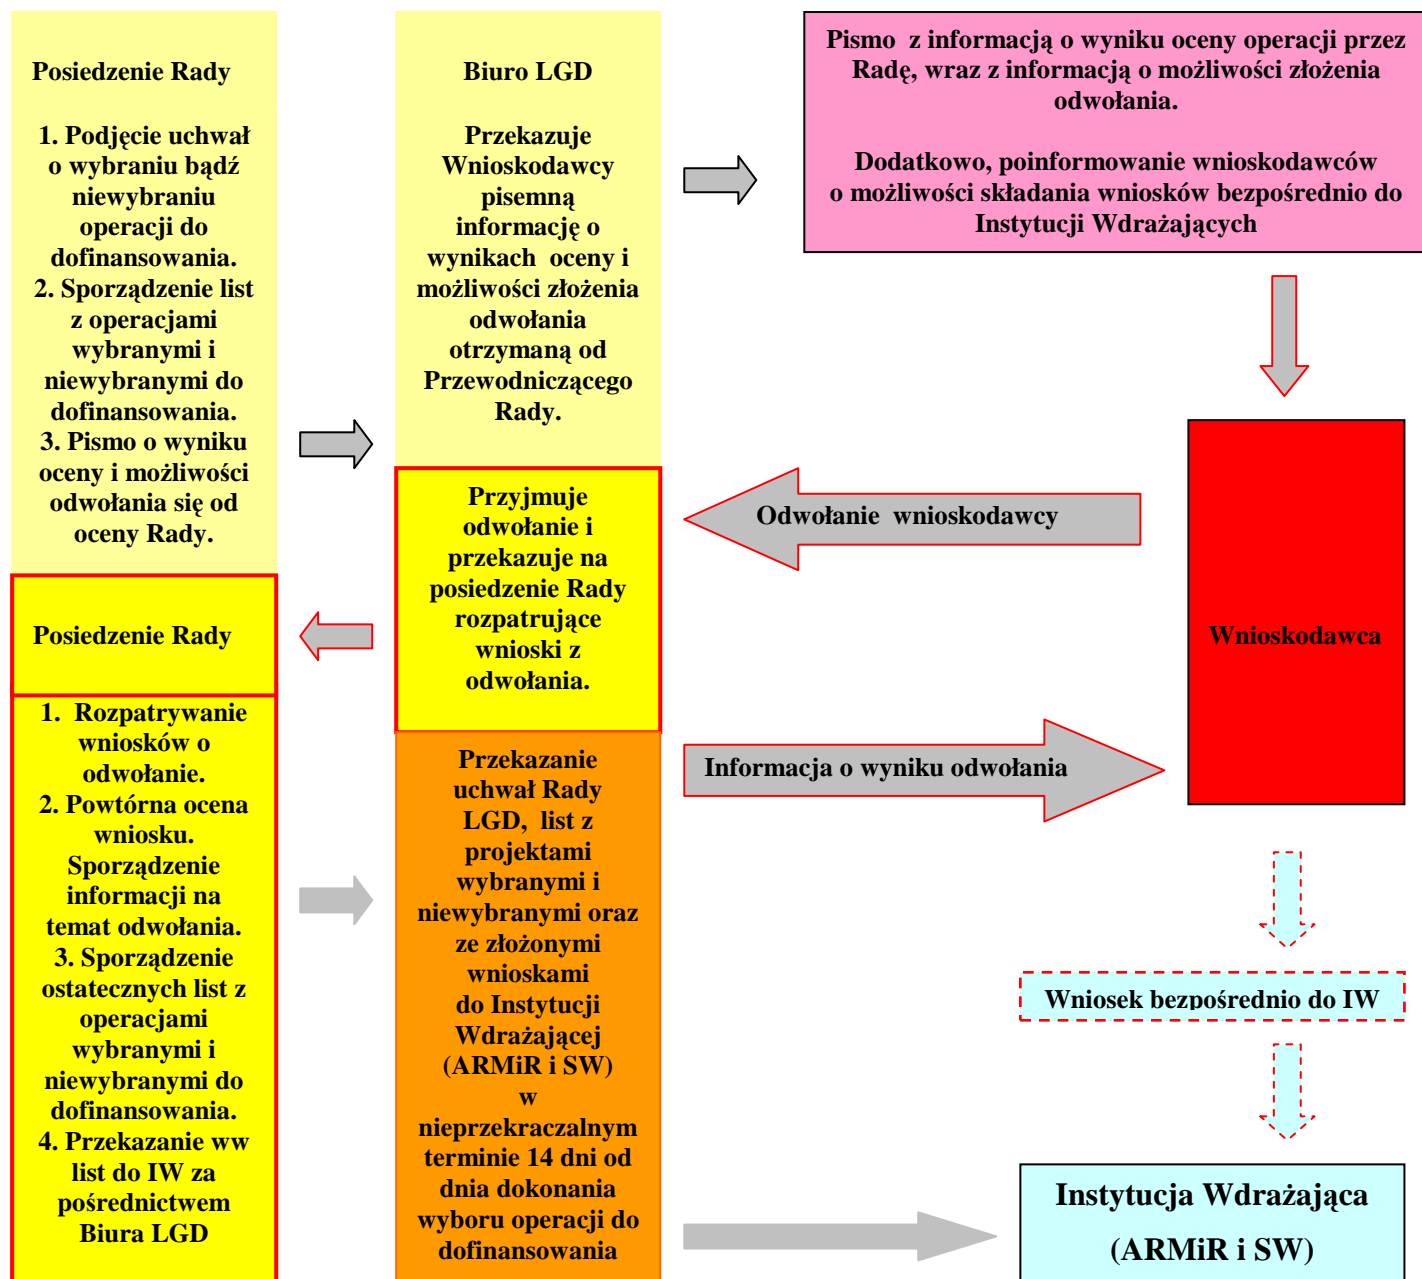 Posiedzenie Rady
1. Podjęcie uchwał
o wybraniu bądź
niewybraniu
operacji do
dofinansowania.
2. Sporządzenie list
z operacjami
wybranymi i
niewybranymi do
dofinansowania.
3. Pismo o wyniku
oceny i możliwości
odwołania się od
oceny Rady.
Biuro LGD
Przekazuje
Wnioskodawcy
pisemną
informację o
wynikach oceny i
możliwości złożenia
odwołania
otrzymaną od
Przewodniczącego
Rady.
Pismo z informacją o wyniku oceny operacji przez
Radę, wraz z informacją o możliwości złożenia
odwołania.
Dodatkowo, poinformowanie wnioskodawców
o możliwości składania wniosków bezpośrednio do
Instytucji Wdrażających
Wnioskodawca
Odwołanie wnioskodawcy
Przyjmuje
odwołanie i
przekazuje na
posiedzenie Rady
rozpatrujące
wnioski z
odwołania.
Posiedzenie Rady
1. Rozpatrywanie
wniosków o
odwołanie.
2. Powtórna ocena
wniosku.
Sporządzenie
informacji na
temat odwołania.
3. Sporządzenie
ostatecznych list z
operacjami
wybranymi i
niewybranymi do
dofinansowania.
4. Przekazanie ww
list do IW za
pośrednictwem
Biura LGD
Przekazanie
uchwał Rady
LGD, list z
projektami
wybranymi i
niewybranymi oraz
ze złożonymi
wnioskami
do Instytucji
Wdrażającej
(ARMiR i SW)
w
nieprzekraczalnym
terminie 14 dni od
dnia dokonania
wyboru operacji do
dofinansowania
Informacja o wyniku odwołania
Wniosek bezpośrednio do IW
Instytucja Wdrażająca
(ARMiR i SW)